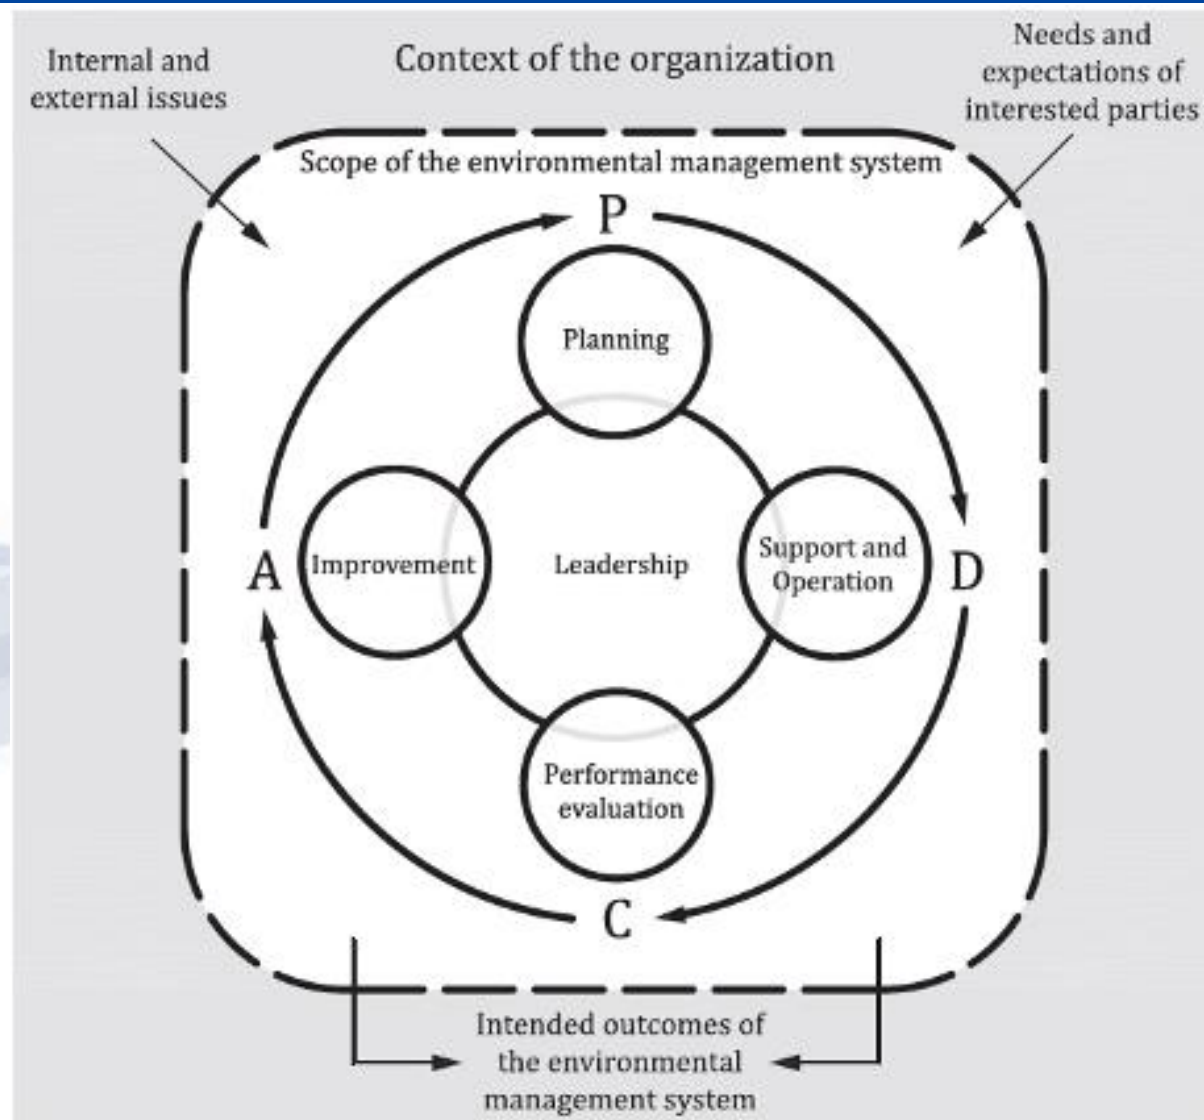 Context of the organization
Internal and
external issues
Needs and
expectations of
interested parties
Scope of the environmental management system
P
Planning
A
Improvement
Leadership
Support and
Operation
D
Performance
evaluation
C
Intended outcomes of
the environmental
management system